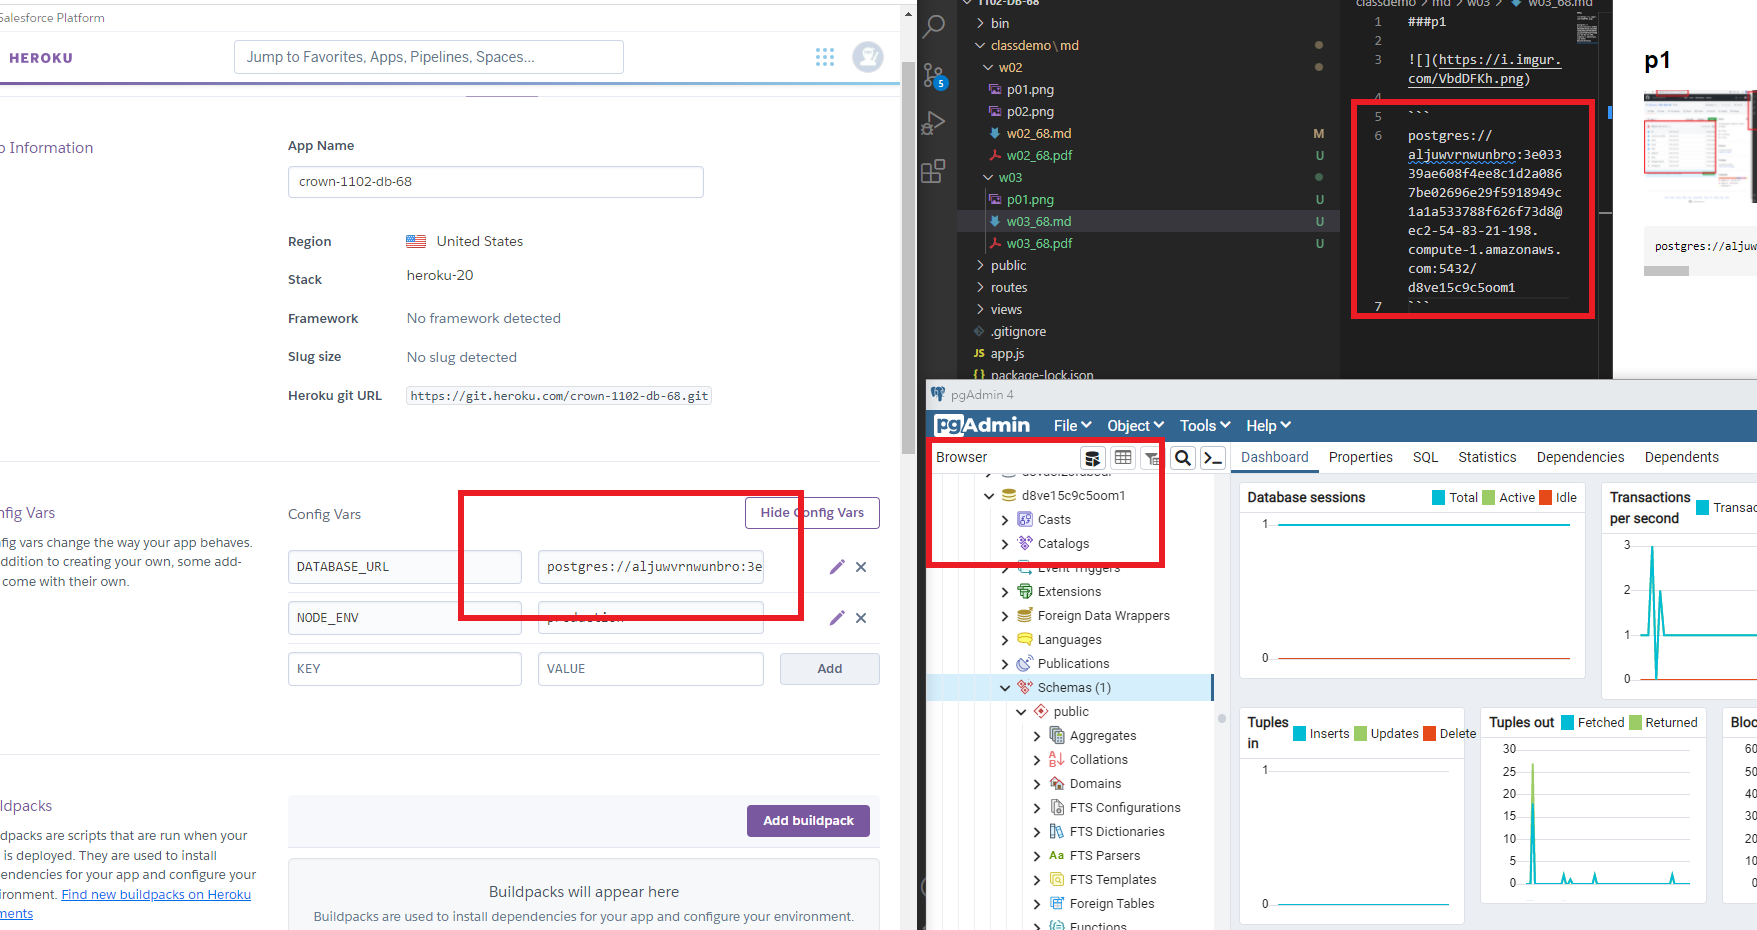 Salesforce Platform
HEROKU
Jump to Favorites, Apps, Pipelines, Spaces...
Information
App Name
crown-1102-db-68
Region
United States
Stack
heroku-20
Framework
No framework detected
Slug size
No slug detected
Heroku git URL
https://git.heroku.com/crown-1102-db-68.git
nfig Vars
fig vars change the way your app behaves.
ddition to creating your own, some add-
come with their own.
Config Vars
Hide Config Vars
DATABASE_URL
postgres://aljuwvrnwunbro:3e
NODE_ENV
production
KEY
VALUE
Add
ldpacks
dpacks are scripts that are run when your
is deployed. They are used to install
endencies for your app and configure your
ironment. Find new buildpacks on Heroku
ments
Add buildpack
Buildpacks will appear here
Buildpacks are used to install dependencies for your app and configure your environment.
1102-DB-68
bin
classdemo\md
w02
p01.png
p02.png
w02_68.md
M
w02_68.pdf
U
w03
p01.png
U
w03_68.md
U
w03_68.pdf
U
public
routes
views
.gitignore
JS app.js
package-lock.json
5
classdemo > md > w03 > w03_68.md
1 ###p1
2
3 ![](https://i.imgur.
com/VbdDFKh.png)
4
5 ```
6 postgres://
aljuwvrnwunbro:3e033
39ae608f4ee8c1d2a086
7be02696e29f5918949c
1a1a533788f626f73d8@
ec2-54-83-21-198.
compute-1.amazonaws.
com:5432/
d8ve15c9c5oom1
7 ```
p1
postgres://aljuw
pgAdmin 4
pgAdmin
File
Object
Tools
Help
Browser
Dashboard
Properties
SQL
Statistics
Dependencies
Dependents
d8ve15c9c5oom1
Casts
Catalogs
Event Triggers
Extensions
Foreign Data Wrappers
Languages
Publications
Schemas (1)
public
Aggregates
Collations
Domains
FTS Configurations
FTS Dictionaries
Aa FTS Parsers
FTS Templates
Foreign Tables
Functions
Database sessions
Total
Active
Idle
1
0
Transactions
per second
Transac
3
2
1
0
Tuples
in
Inserts
Updates
Delete
1
0
Tuples out
Fetched
Returned
30
25
20
15
10
5
0
Bloc
60
50
40
30
20
10
0